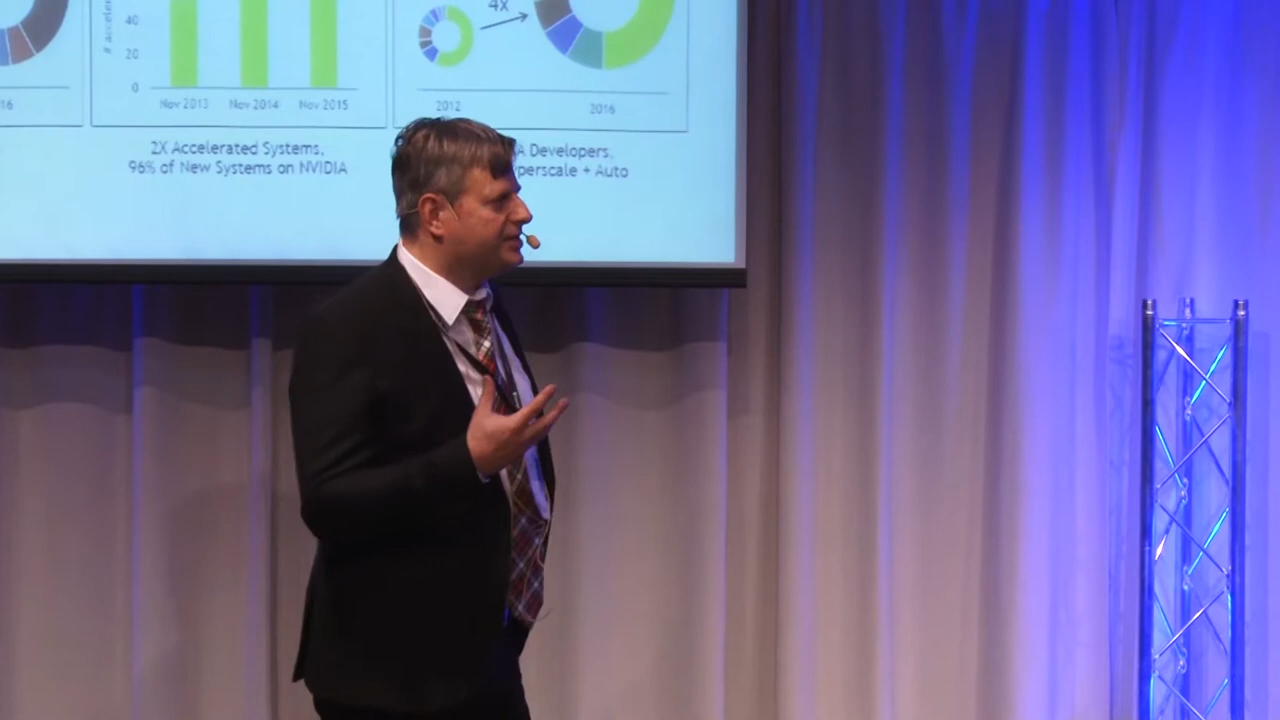 4x
# acceler
40
20
0
16
Nov 2013 Nov 2014 Nov 2015
2012
2016
2X Accelerated Systems,
96% of New Systems on NVIDIA
A Developers,
perscale + Auto